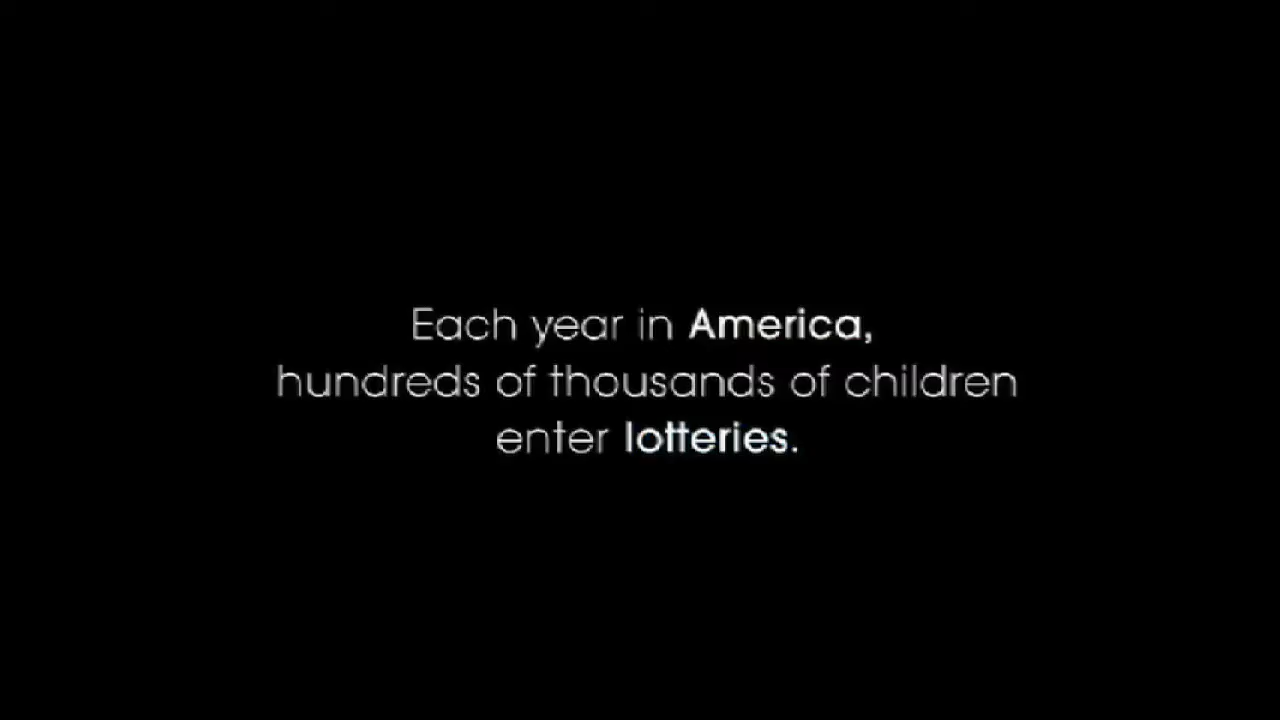 Each year in America,
hundreds of thousands of children
enter lotteries.